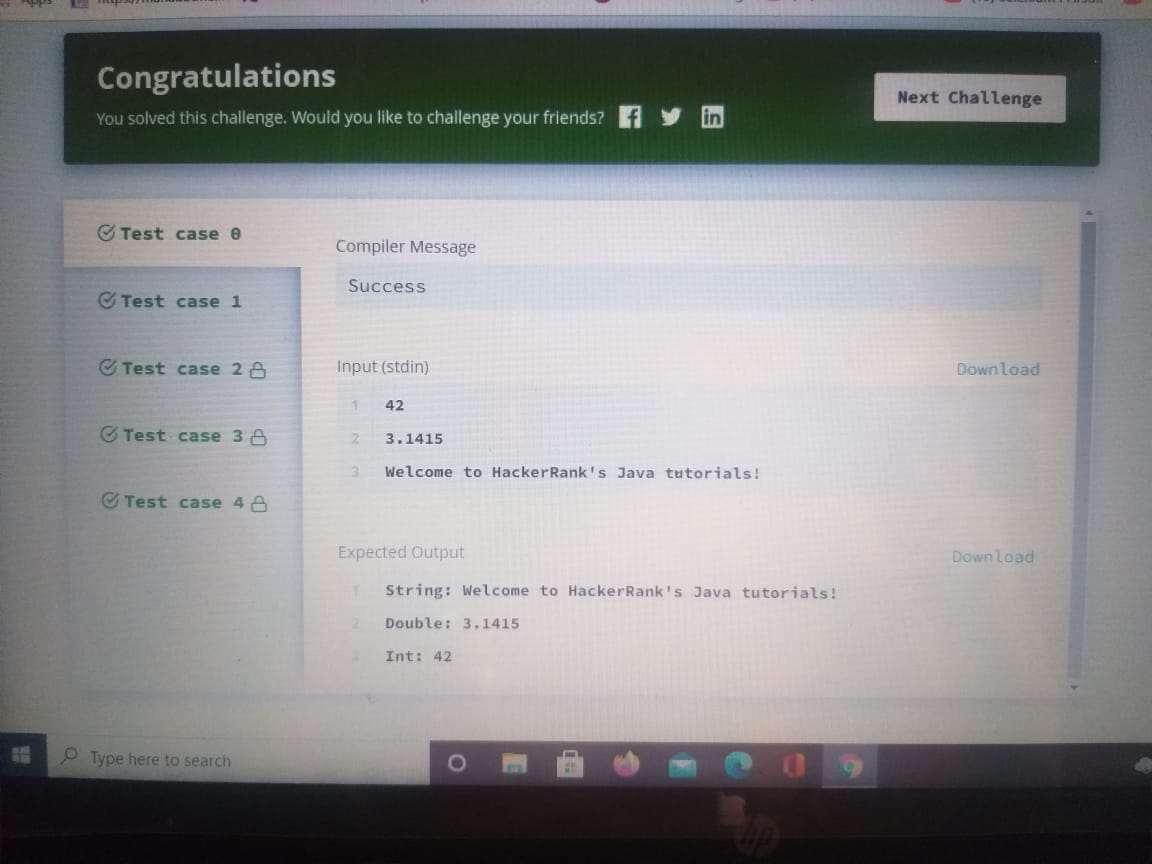 Apps
Congratulations
You solved this challenge. Would you like to challenge your friends?
Next Challenge
Test case 0
Test case 1
Test case 2
Test case 3
Test case 4
Compiler Message
Success
Input (stdin)
Download
1 42
2 3.1415
3 Welcome to HackerRank's Java tutorials!
Expected Output
Download
1 String: Welcome to HackerRank's Java tutorials!
2 Double: 3.1415
3 Int: 42
Type here to search
hp